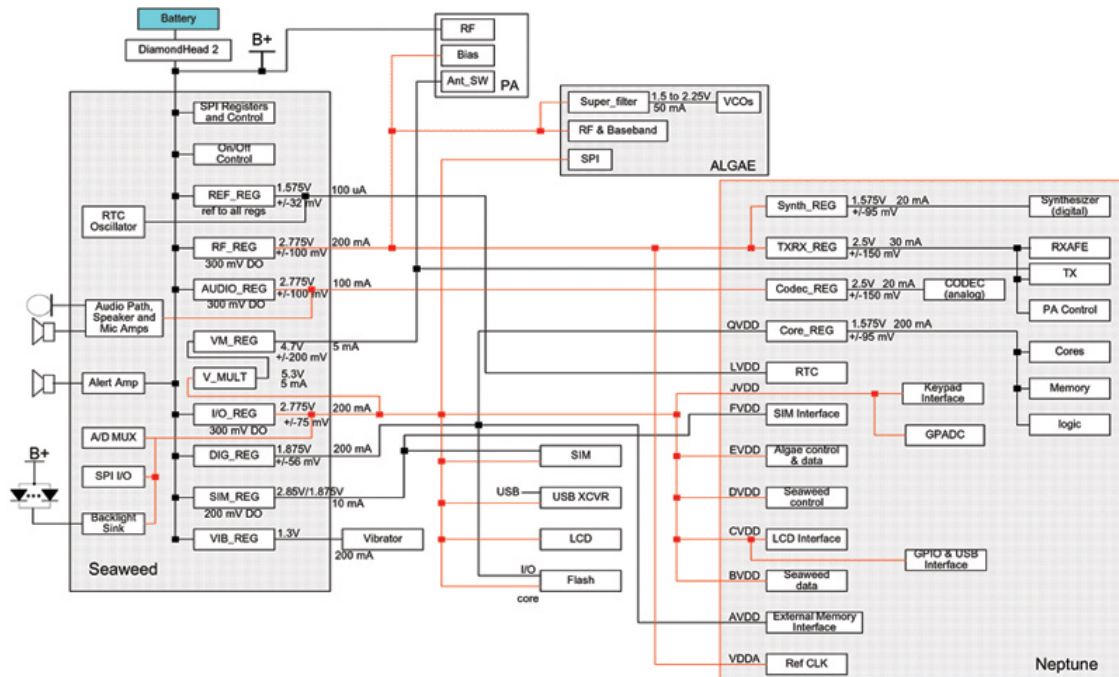 Battery
DiamondHead 2
B+
RF
Bias
Ant_SW
PA
Super_filter
1.5 to 2.25V
50 mA
VCOs
RF & Baseband
SPI
ALGAE
SPI Registers
and Control
On/Off
Control
REF_REG
1.575V
+/-32 mV
100 uA
ref to all regs
RTC
Oscillator
RF_REG
2.775V
+/-100 mV
200 mA
300 mV DO
AUDIO_REG
2.775V
+/-100 mV
100 mA
300 mV DO
Audio Path,
Speaker and
Mic Amps
VM_REG
4.7V
+/-200 mV
5 mA
V_MULT
5.3V
5 mA
Alert Amp
I/O_REG
2.775V
+/-75 mV
200 mA
300 mV DO
A/D MUX
DIG_REG
1.875V
+/-56 mV
200 mA
SPI I/O
SIM_REG
2.85V/1.875V
10 mA
200 mV DO
B+
Backlight
Sink
VIB_REG
1.3V
200 mA
Vibrator
Seaweed
SIM
USB
USB XCVR
LCD
I/O
Flash
core
Synth_REG
1.575V 20 mA
+/-95 mV
Synthesizer
(digital)
TXRX_REG
2.5V 30 mA
+/-150 mV
RXAFE
TX
Codec_REG
2.5V 20 mA
+/-150 mV
CODEC
(analog)
PA Control
QVDD
Core_REG
1.575V 200 mA
+/-95 mV
Cores
LVDD
RTC
Memory
JVDD
Keypad
Interface
FVDD
SIM Interface
logic
GPADC
EVDD
Algae control
& data
DVDD
Seaweed
control
CVDD
LCD Interface
GPIO & USB
Interface
BVDD
Seaweed
data
AVDD
External Memory
Interface
VDDA
Ref CLK
Neptune